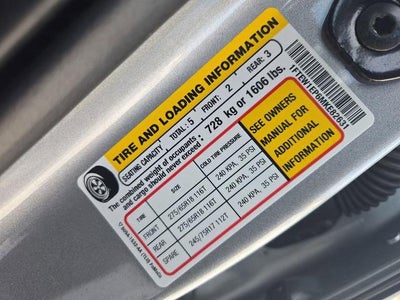 TIRE AND LOADING INFORMATION
SEATING CAPACITY TOTAL: 5 FRONT: 2 REAR: 3
The combined weight of occupants
and cargo should never exceed: 728 kg or 1606 lbs.
TIRE SIZE COLD TIRE PRESSURE
FRONT 275/65R18 116T 240 KPA, 35 PSI
REAR 275/65R18 116T 240 KPA, 35 PSI
SPARE 245/75R17 112T 240 KPA, 35 PSI
SEE OWNERS
MANUAL FOR
ADDITIONAL
INFORMATION